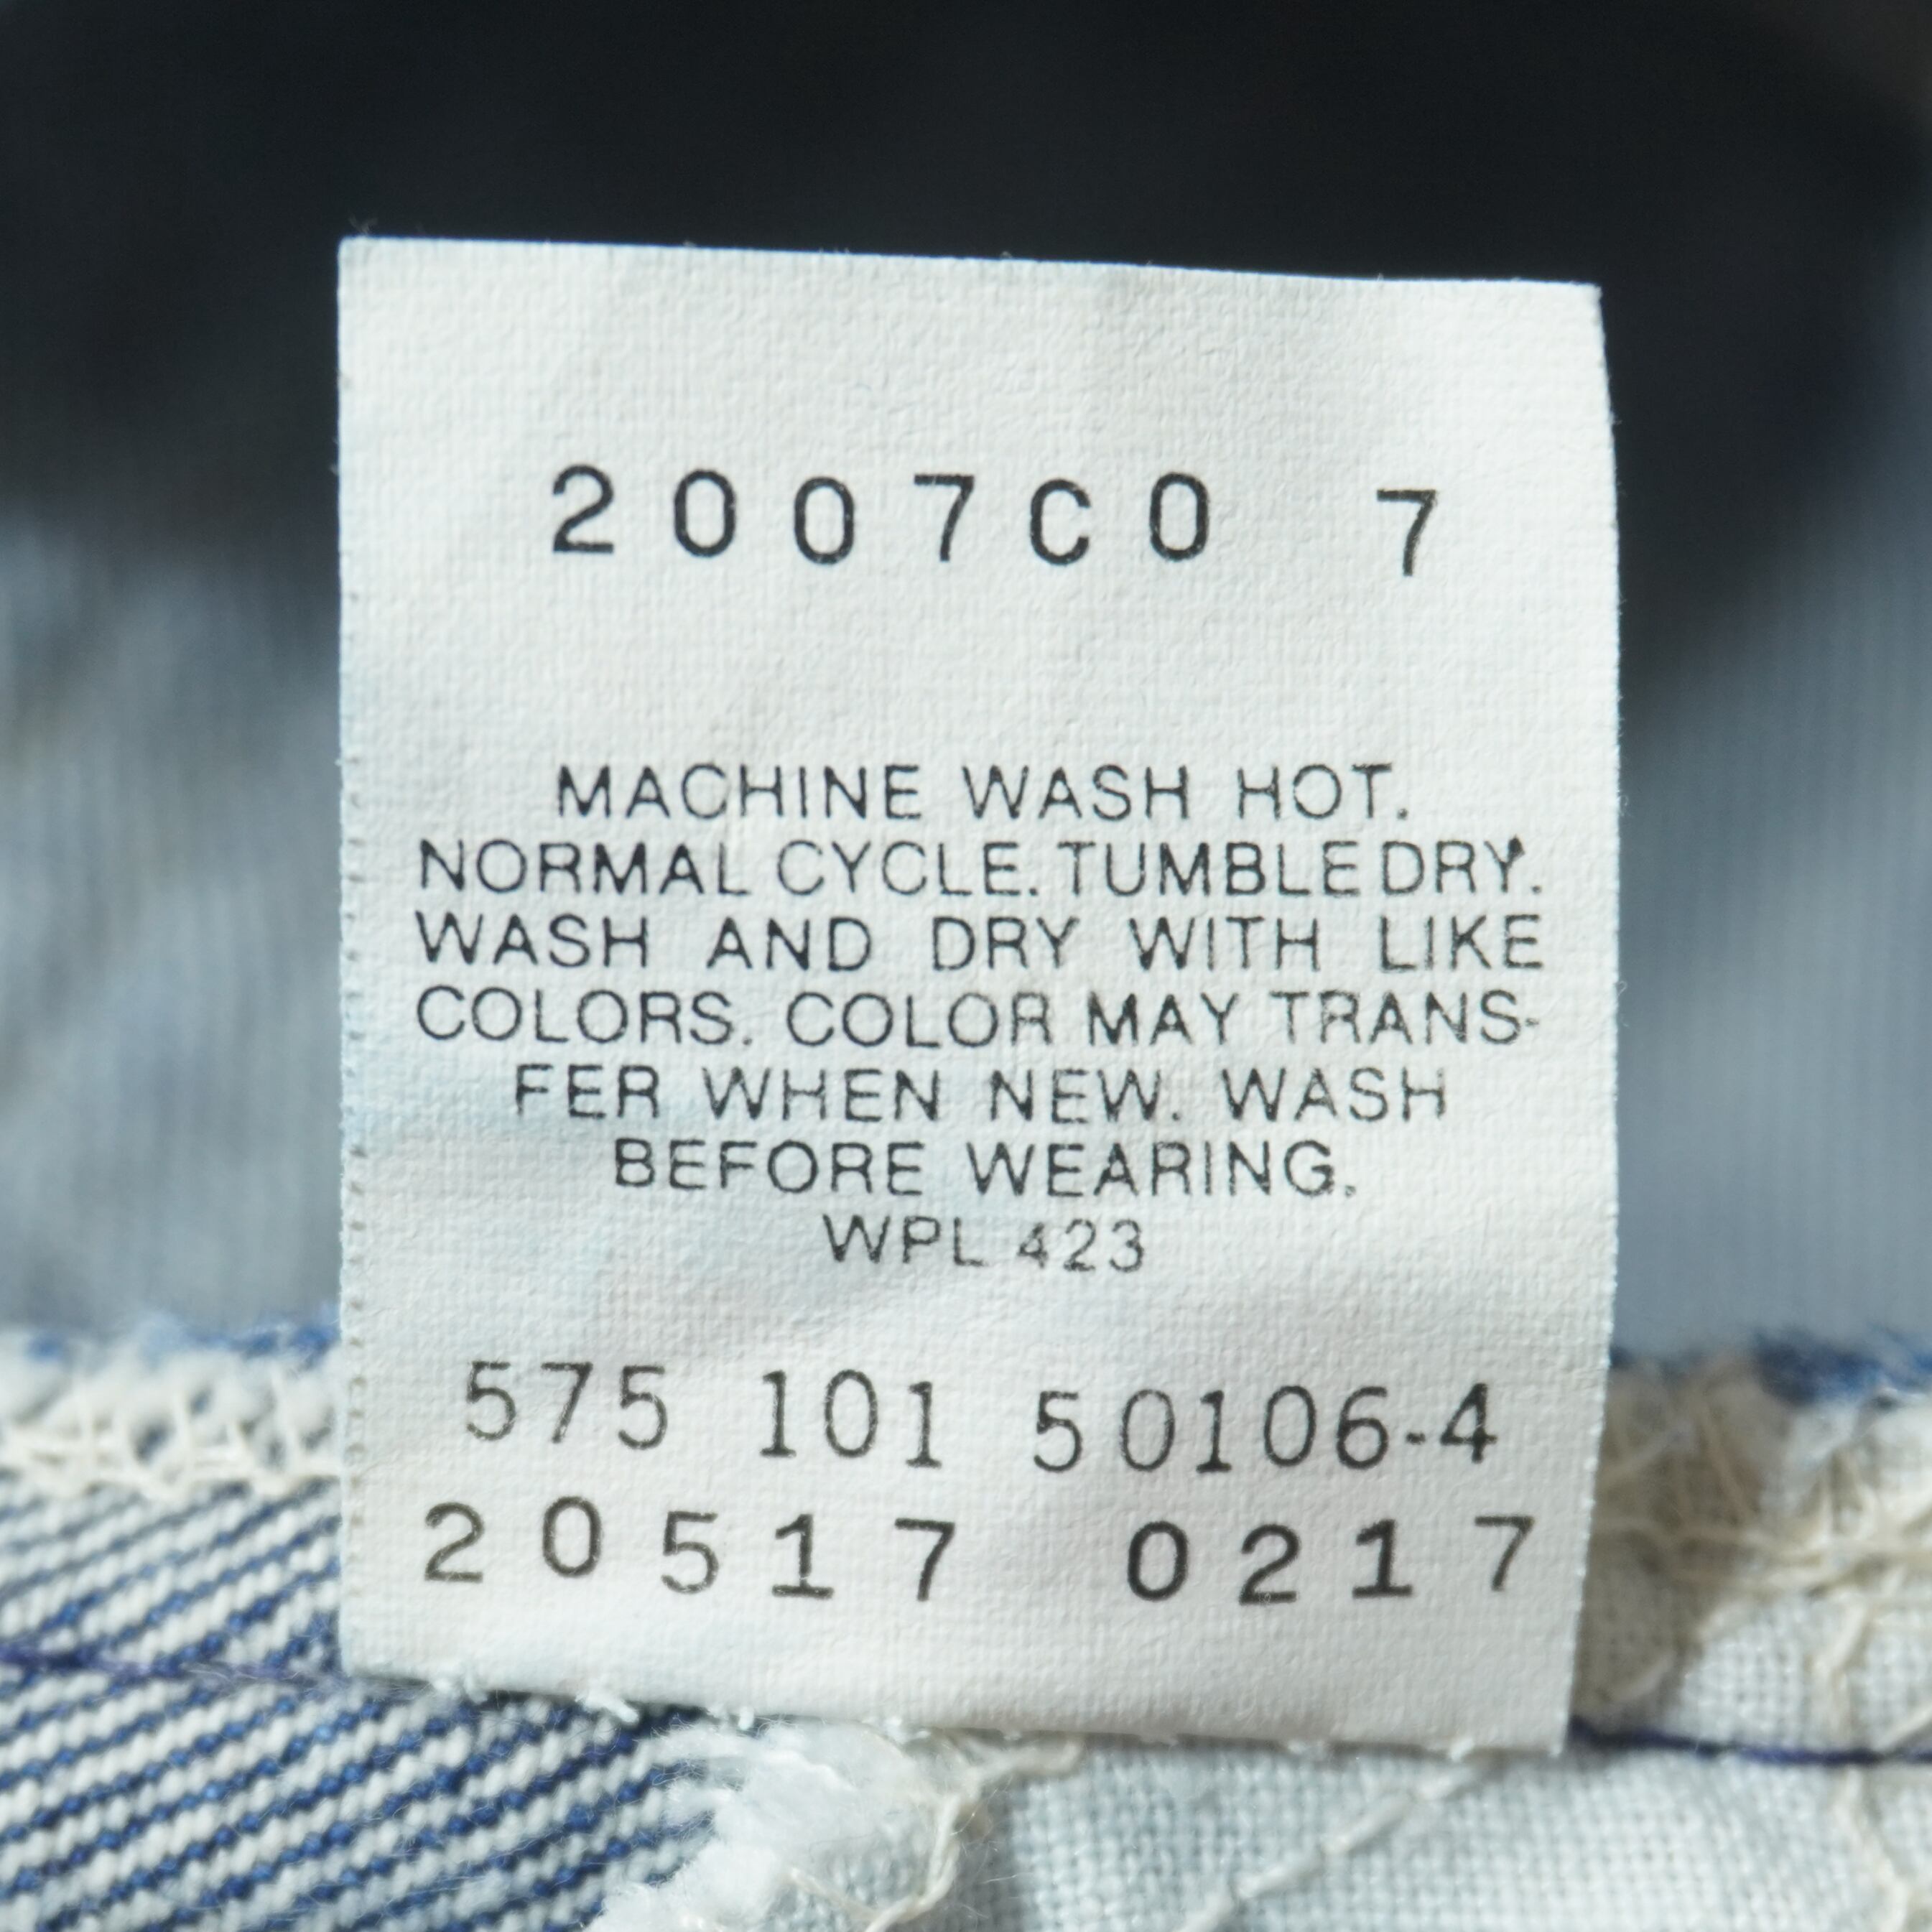 2007C0 7
MACHINE WASH HOT.
NORMAL CYCLE. TUMBLE DRY.
WASH AND DRY WITH LIKE
COLORS. COLOR MAY TRANS-
FER WHEN NEW. WASH
BEFORE WEARING.
WPL 423
575 101 50106-4
20517 0217